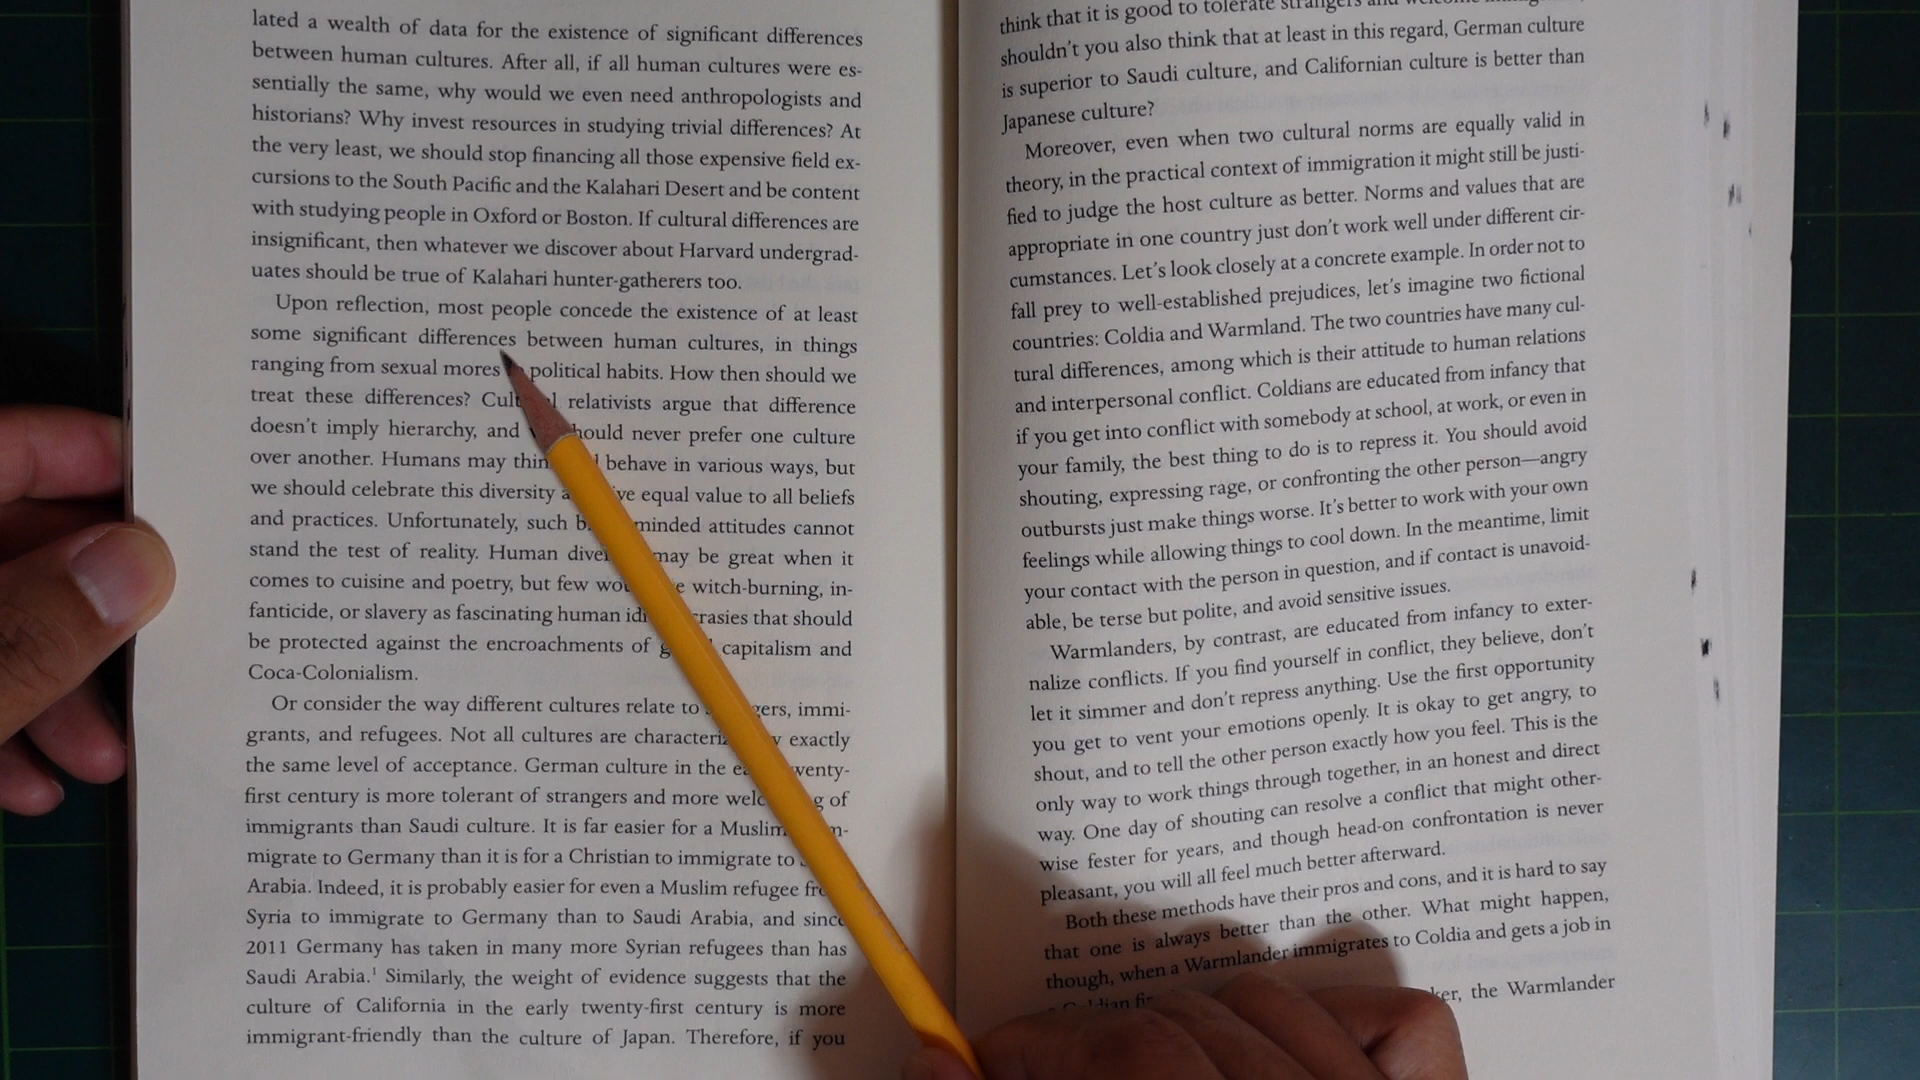 lated a wealth of data for the existence of significant differences
between human cultures. After all, if all human cultures were es-
sentially the same, why would we even need anthropologists and
historians? Why invest resources in studying trivial differences? At
the very least, we should stop financing all those expensive field ex-
cursions to the South Pacific and the Kalahari Desert and be content
with studying people in Oxford or Boston. If cultural differences are
insignificant, then whatever we discover about Harvard undergrad-
uates should be true of Kalahari hunter-gatherers too.
Upon reflection, most people concede the existence of at least
some significant differences between human cultures, in things
ranging from sexual mores political habits. How then should we
treat these differences? relativists argue that difference
doesn't imply hierarchy, and should never prefer one culture
over another. Humans may behave in various ways, but
we should celebrate this diversity equal value to all beliefs
and practices. Unfortunately, such minded attitudes cannot
stand the test of reality. Human may be great when it
comes to cuisine and poetry, but few witch-burning, in-
fanticide, or slavery as fascinating human that should
be protected against the encroachments of capitalism and
Coca-Colonialism.
Or consider the way different cultures relate to immi-
grants, and refugees. Not all cultures are exactly
the same level of acceptance. German culture in the twenty-
first century is more tolerant of strangers and more of
immigrants than Saudi culture. It is far easier for a Muslim
migrate to Germany than it is for a Christian to immigrate to
Arabia. Indeed, it is probably easier for even a Muslim refugee from
Syria to immigrate to Germany than to Saudi Arabia, and since
2011 Germany has taken in many more Syrian refugees than has
Saudi Arabia.¹ Similarly, the weight of evidence suggests that the
culture of California in the early twenty-first century is more
immigrant-friendly than the culture of Japan. Therefore, if you
think that it is good to tolerate strangers and welcome
shouldn't you also think that at least in this regard, German culture
is superior to Saudi culture, and Californian culture is better than
Japanese culture?
Moreover, even when two cultural norms are equally valid in
theory, in the practical context of immigration it might still be justi-
fied to judge the host culture as better. Norms and values that are
appropriate in one country just don't work well under different cir-
cumstances. Let's look closely at a concrete example. In order not to
fall prey to well-established prejudices, let's imagine two fictional
countries: Coldia and Warmland. The two countries have many cul-
tural differences, among which is their attitude to human relations
and interpersonal conflict. Coldians are educated from infancy that
if you get into conflict with somebody at school, at work, or even in
your family, the best thing to do is to repress it. You should avoid
shouting, expressing rage, or confronting the other person—angry
outbursts just make things worse. It's better to work with your own
feelings while allowing things to cool down. In the meantime, limit
your contact with the person in question, and if contact is unavoid-
able, be terse but polite, and avoid sensitive issues.
Warmlanders, by contrast, are educated from infancy to exter-
nalize conflicts. If you find yourself in conflict, they believe, don't
let it simmer and don't repress anything. Use the first opportunity
you get to vent your emotions openly. It is okay to get angry, to
shout, and to tell the other person exactly how you feel. This is the
only way to work things through together, in an honest and direct
way. One day of shouting can resolve a conflict that might other-
wise fester for years, and though head-on confrontation is never
pleasant, you will all feel much better afterward.
Both these methods have their pros and cons, and it is hard to say
that one is always better than the other. What might happen,
though, when a Warmlander immigrates to Coldia and gets a job in
the Warmlander